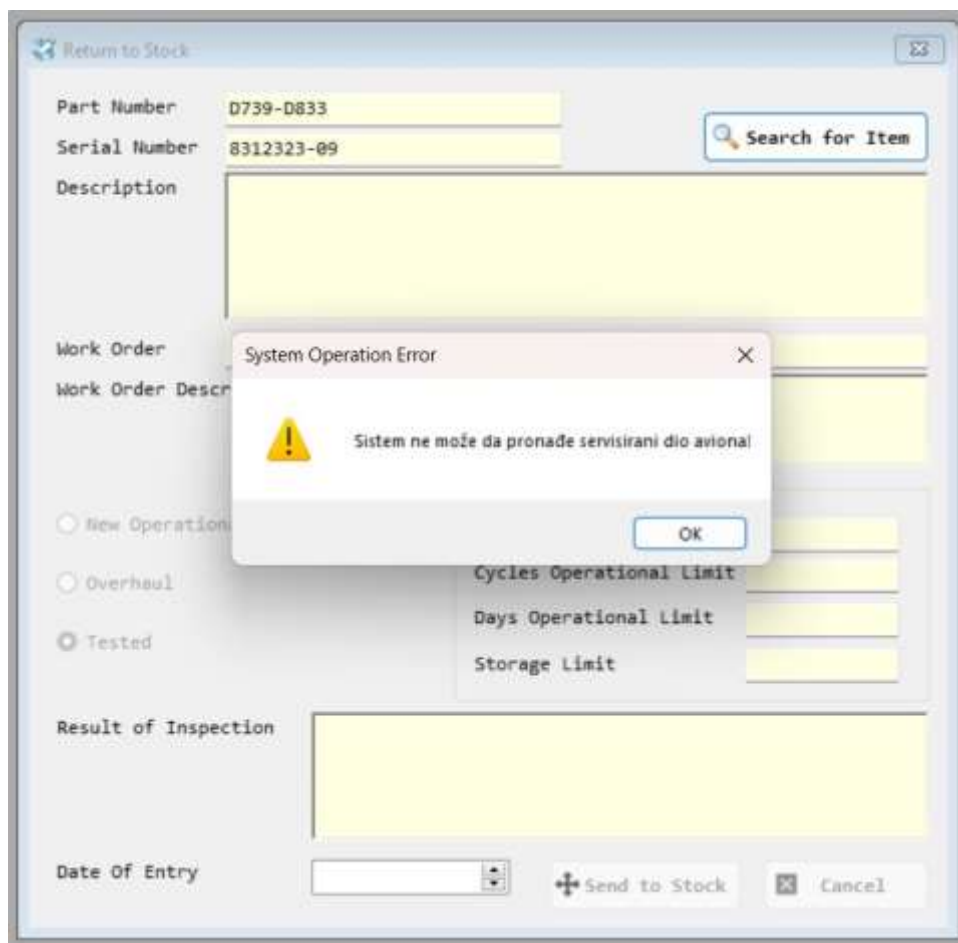 Return to Stock
Part Number D739-D833
Search for Item
Serial Number 8312323-09
Description
Work Order
System Operation Error
Work Order Descr
Sistem ne može da pronađe servisirani dio aviona!
New Operation
OK
Overhaul
Cycles Operational Limit
Days Operational Limit
Tested
Storage Limit
Result of Inspection
Date Of Entry
Send to Stock
Cancel